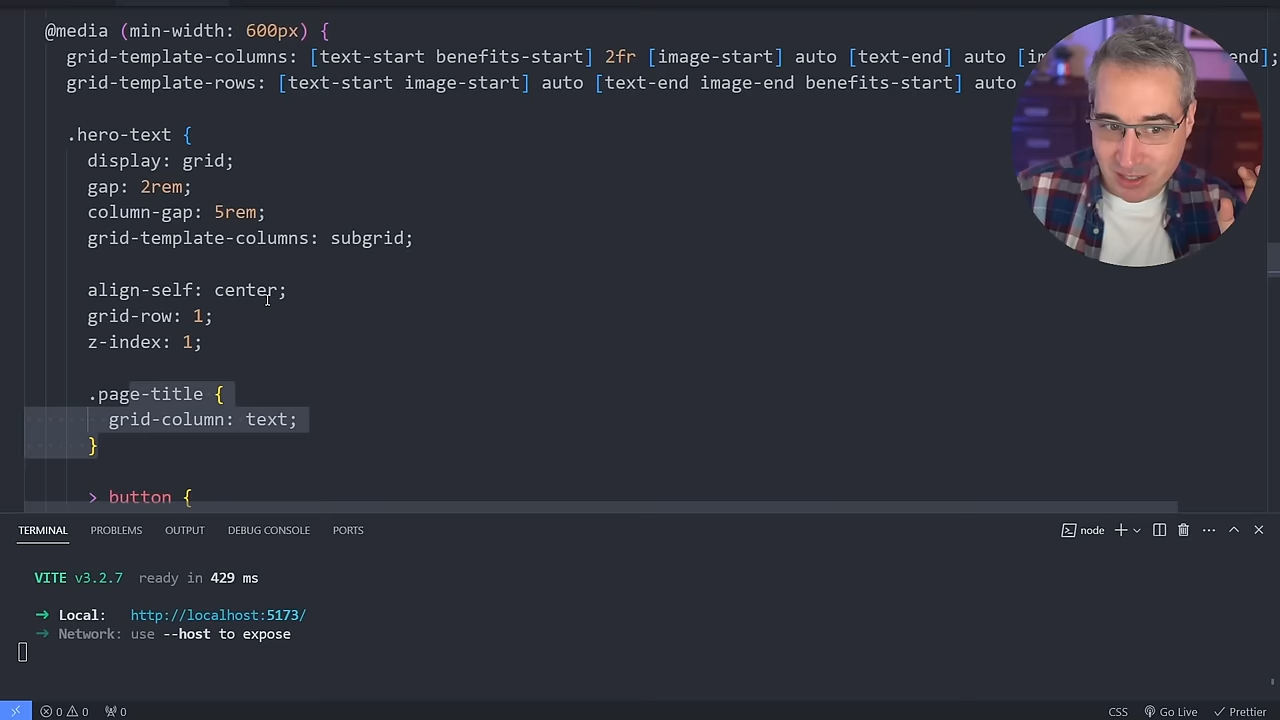 @media (min-width: 600px) {
grid-template-columns: [text-start benefits-start] 2fr [image-start] auto [text-end] auto [im end];
grid-template-rows: [text-start image-start] auto [text-end image-end benefits-start] auto
.hero-text {
display: grid;
gap: 2rem;
column-gap: 5rem;
grid-template-columns: subgrid;
align-self: center;
grid-row: 1;
z-index: 1;
.page-title {
grid-column: text;
}
> button {
TERMINAL PROBLEMS OUTPUT DEBUG CONSOLE PORTS node
VITE v3.2.7 ready in 429 ms
➜ Local: http://localhost:5173/
➜ Network: use --host to expose
0 0 0 CSS Go Live Prettier